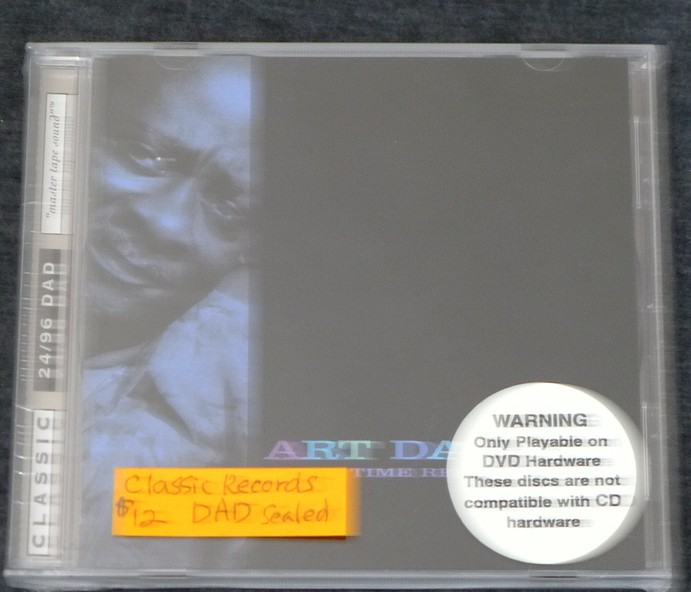 "master tape sound"™
24/96 DAD
CLASSIC
ART DA
TIME RE
Classic Records
$12 DAD Sealed
WARNING
Only Playable on
DVD Hardware
These discs are not
compatible with CD
hardware